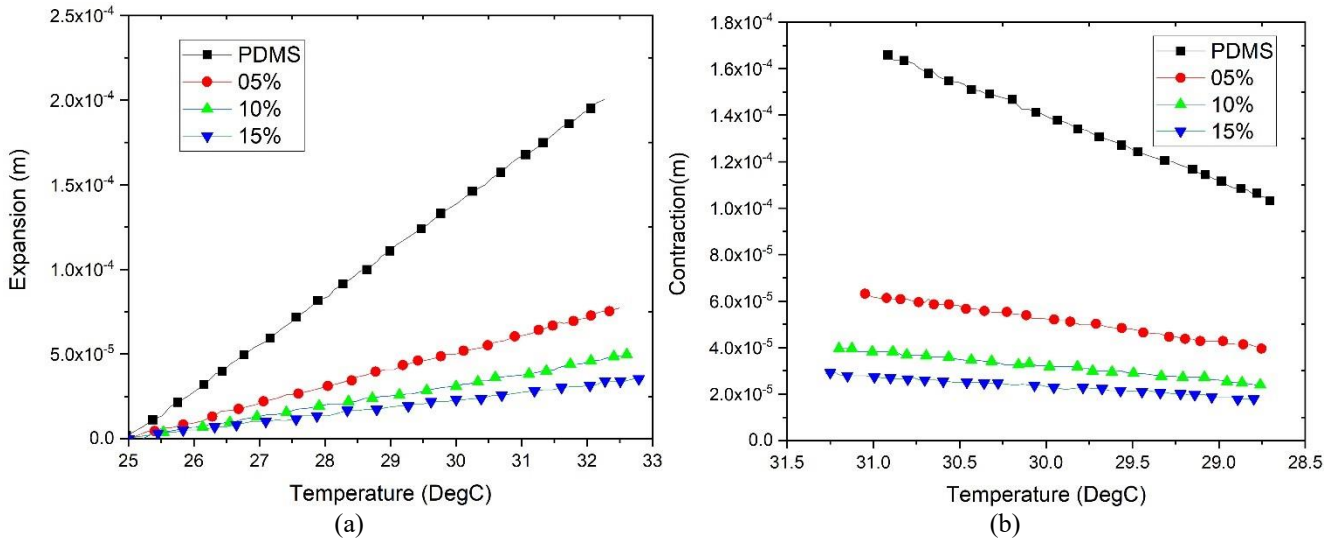 2.5x10-4
2.0x10-4
1.5x10-4
1.0x10-4
5.0x10-5
0.0
Expansion (m)
PDMS
05%
10%
15%
25 26 27 28 29 30 31 32 33
Temperature (DegC)
(a)
1.8x10-4
1.6x10-4
1.4x10-4
1.2x10-4
1.0x10-4
8.0x10-5
6.0x10-5
4.0x10-5
2.0x10-5
0.0
Contraction(m)
PDMS
05%
10%
15%
31.5 31.0 30.5 30.0 29.5 29.0 28.5
Temperature (DegC)
(b)